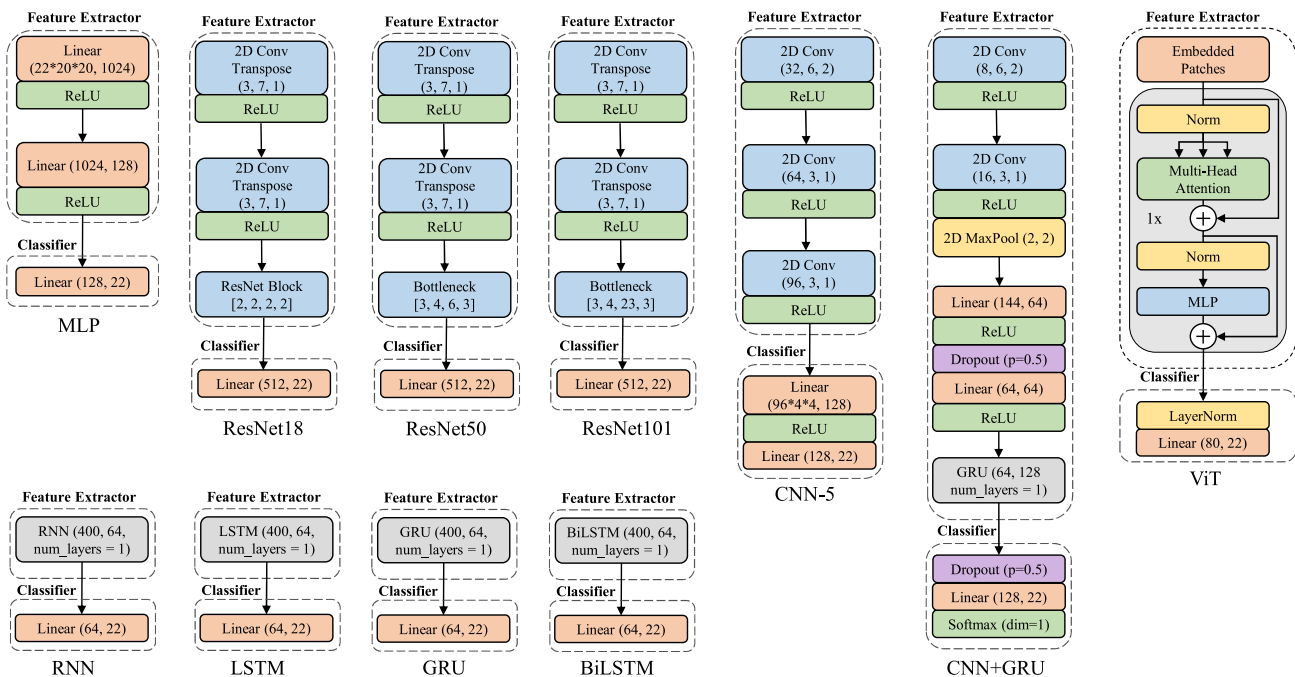 Feature Extractor
Linear
(22*20*20, 1024)
ReLU
Linear (1024, 128)
ReLU
Classifier
Linear (128, 22)
MLP
Feature Extractor
2D Conv
Transpose
(3, 7, 1)
ReLU
2D Conv
Transpose
(3, 7, 1)
ReLU
ResNet Block
[2, 2, 2, 2]
Classifier
Linear (512, 22)
ResNet18
Feature Extractor
2D Conv
Transpose
(3, 7, 1)
ReLU
2D Conv
Transpose
(3, 7, 1)
ReLU
Bottleneck
[3, 4, 6, 3]
Classifier
Linear (512, 22)
ResNet50
Feature Extractor
2D Conv
Transpose
(3, 7, 1)
ReLU
2D Conv
Transpose
(3, 7, 1)
ReLU
Bottleneck
[3, 4, 23, 3]
Classifier
Linear (512, 22)
ResNet101
Feature Extractor
2D Conv
(32, 6, 2)
ReLU
2D Conv
(64, 3, 1)
ReLU
2D Conv
(96, 3, 1)
ReLU
Classifier
Linear
(96*4*4, 128)
ReLU
Linear (128, 22)
CNN-5
Feature Extractor
2D Conv
(8, 6, 2)
ReLU
2D Conv
(16, 3, 1)
ReLU
2D MaxPool (2, 2)
Linear (144, 64)
ReLU
Dropout (p=0.5)
Linear (64, 64)
ReLU
GRU (64, 128
num_layers = 1)
Classifier
Dropout (p=0.5)
Linear (128, 22)
Softmax (dim=1)
CNN+GRU
Feature Extractor
Embedded
Patches
Norm
Multi-Head
Attention
1x
Norm
MLP
Classifier
LayerNorm
Linear (80, 22)
ViT
Feature Extractor
RNN (400, 64,
num_layers = 1)
Classifier
Linear (64, 22)
RNN
Feature Extractor
LSTM (400, 64,
num_layers = 1)
Classifier
Linear (64, 22)
LSTM
Feature Extractor
GRU (400, 64,
num_layers = 1)
Classifier
Linear (64, 22)
GRU
Feature Extractor
BiLSTM (400, 64,
num_layers = 1)
Classifier
Linear (64, 22)
BiLSTM